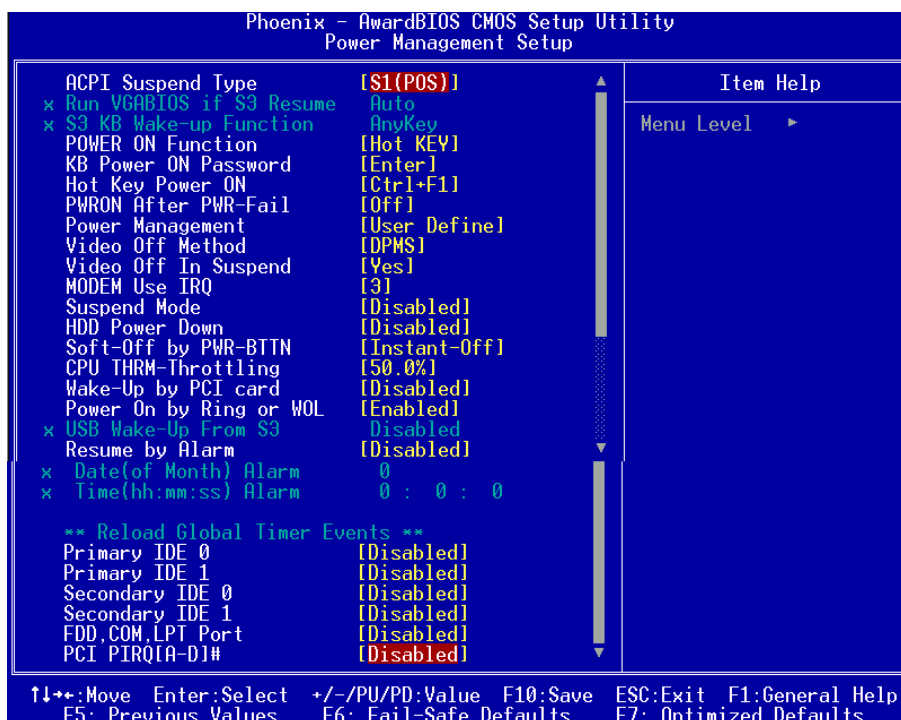 Phoenix - AwardBIOS CMOS Setup Utility
Power Management Setup
ACPI Suspend Type [S1(POS)]
x Run VGABIOS if S3 Resume Auto
x S3 KB Wake-up Function AnyKey
POWER ON Function [Hot KEY]
KB Power ON Password [Enter]
Hot Key Power ON [Ctrl+F1]
PWRON After PWR-Fail [Off]
Power Management [User Define]
Video Off Method [DPMS]
Video Off In Suspend [Yes]
MODEM Use IRQ [3]
Suspend Mode [Disabled]
HDD Power Down [Disabled]
Soft-Off by PWR-BTTN [Instant-Off]
CPU THRM-Throttling [50.0%]
Wake-Up by PCI card [Disabled]
Power On by Ring or WOL [Enabled]
x USB Wake-Up From S3 Disabled
Resume by Alarm [Disabled]
x Date(of Month) Alarm 0
x Time(hh:mm:ss) Alarm 0 : 0 : 0
** Reload Global Timer Events **
Primary IDE 0 [Disabled]
Primary IDE 1 [Disabled]
Secondary IDE 0 [Disabled]
Secondary IDE 1 [Disabled]
FDD,COM,LPT Port [Disabled]
PCI PIRQ[A-D]# [Disabled]
Item Help
Menu Level ►
↑↓→←:Move Enter:Select +/-/PU/PD:Value F10:Save ESC:Exit F1:General Help
F5: Previous Values F6: Fail-Safe Defaults F7: Optimized Defaults